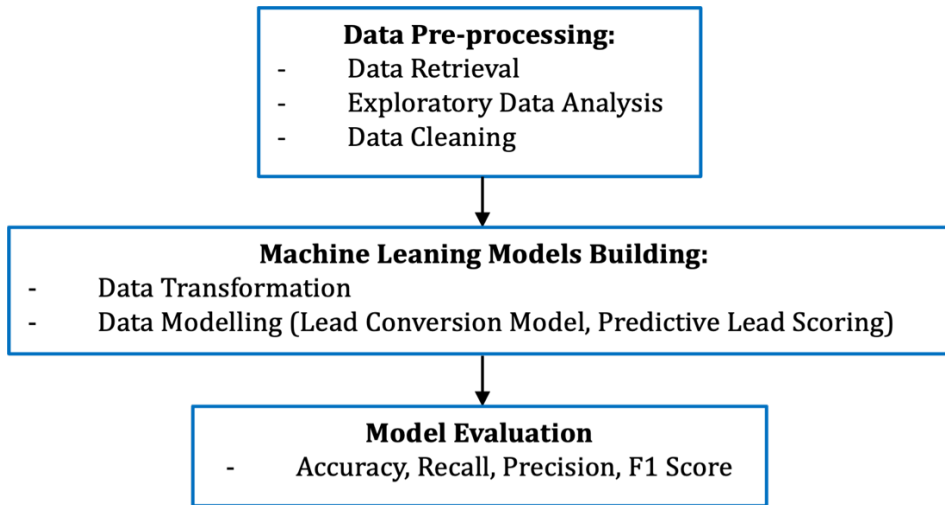 Data Pre-processing:
- Data Retrieval
- Exploratory Data Analysis
- Data Cleaning
Machine Leaning Models Building:
- Data Transformation
- Data Modelling (Lead Conversion Model, Predictive Lead Scoring)
Model Evaluation
- Accuracy, Recall, Precision, F1 Score